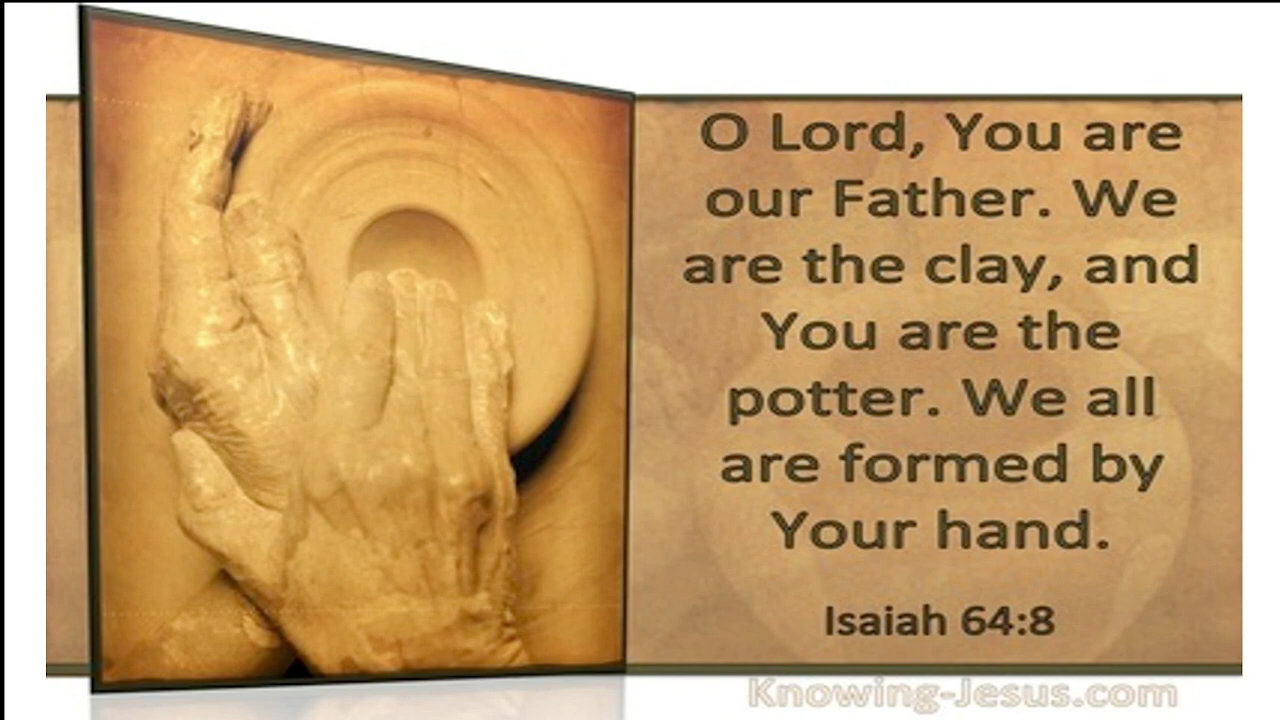 O Lord, You are
our Father. We
are the clay, and
You are the
potter. We all
are formed by
Your hand.
Isaiah 64:8
Knowing-Jesus.com